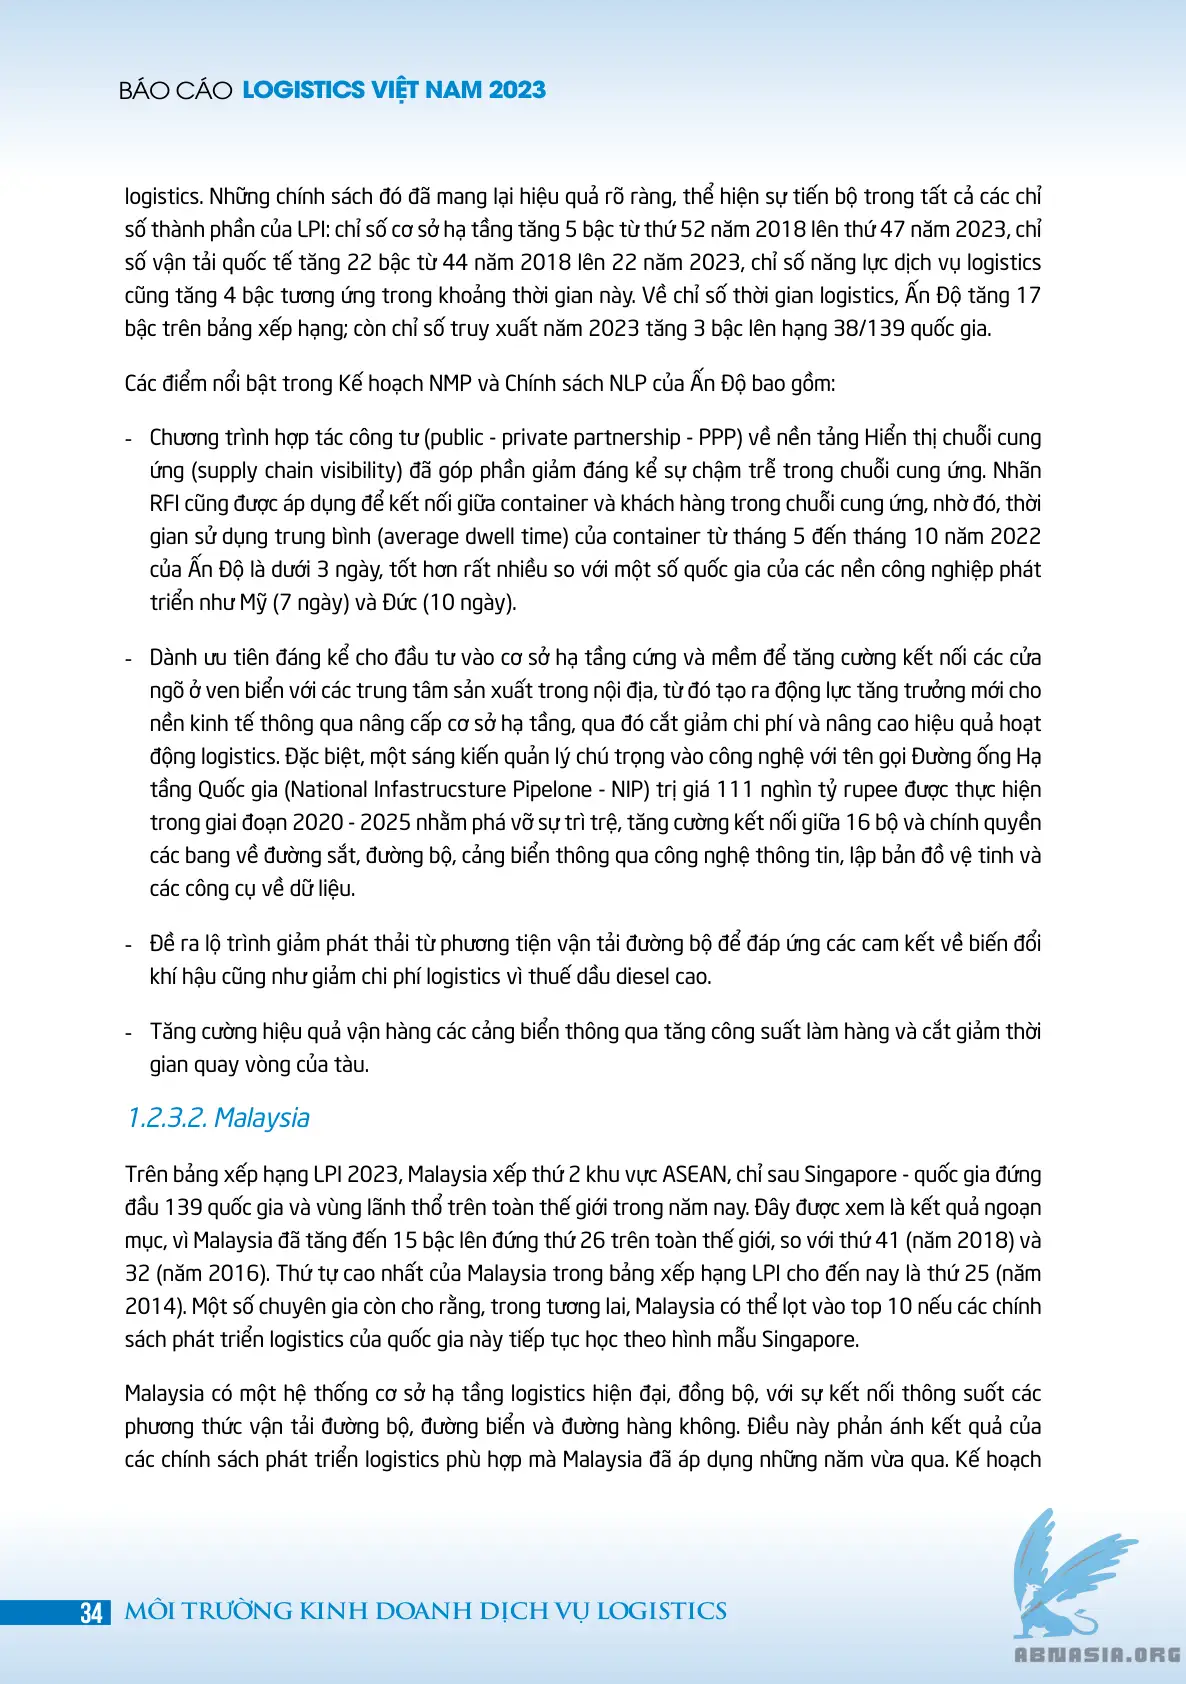 BÁO CÁO LOGISTICS VIỆT NAM 2023
logistics. Những chính sách đó đã mang lại hiệu quả rõ ràng, thể hiện sự tiến bộ trong tất cả các chỉ
số thành phần của LPI: chỉ số cơ sở hạ tầng tăng 5 bậc từ thứ 52 năm 2018 lên thứ 47 năm 2023, chỉ
số vận tải quốc tế tăng 22 bậc từ 44 năm 2018 lên 22 năm 2023, chỉ số năng lực dịch vụ logistics
cũng tăng 4 bậc tương ứng trong khoảng thời gian này. Về chỉ số thời gian logistics, Ấn Độ tăng 17
bậc trên bảng xếp hạng; còn chỉ số truy xuất năm 2023 tăng 3 bậc lên hạng 38/139 quốc gia.
Các điểm nổi bật trong Kế hoạch NMP và Chính sách NLP của Ấn Độ bao gồm:
- Chương trình hợp tác công tư (public - private partnership - PPP) về nền tảng Hiển thị chuỗi cung
ứng (supply chain visibility) đã góp phần giảm đáng kể sự chậm trễ trong chuỗi cung ứng. Nhãn
RFI cũng được áp dụng để kết nối giữa container và khách hàng trong chuỗi cung ứng, nhờ đó, thời
gian sử dụng trung bình (average dwell time) của container từ tháng 5 đến tháng 10 năm 2022
của Ấn Độ là dưới 3 ngày, tốt hơn rất nhiều so với một số quốc gia của các nền công nghiệp phát
triển như Mỹ (7 ngày) và Đức (10 ngày).
- Dành ưu tiên đáng kể cho đầu tư vào cơ sở hạ tầng cứng và mềm để tăng cường kết nối các cửa
ngõ ở ven biển với các trung tâm sản xuất trong nội địa, từ đó tạo ra động lực tăng trưởng mới cho
nền kinh tế thông qua nâng cấp cơ sở hạ tầng, qua đó cắt giảm chi phí và nâng cao hiệu quả hoạt
động logistics. Đặc biệt, một sáng kiến quản lý chú trọng vào công nghệ với tên gọi Đường ống Hạ
tầng Quốc gia (National Infastrucsture Pipelone - NIP) trị giá 111 nghìn tỷ rupee được thực hiện
trong giai đoạn 2020 - 2025 nhằm phá vỡ sự trì trệ, tăng cường kết nối giữa 16 bộ và chính quyền
các bang về đường sắt, đường bộ, cảng biển thông qua công nghệ thông tin, lập bản đồ vệ tinh và
các công cụ về dữ liệu.
- Đề ra lộ trình giảm phát thải từ phương tiện vận tải đường bộ để đáp ứng các cam kết về biến đổi
khí hậu cũng như giảm chi phí logistics vì thuế dầu diesel cao.
- Tăng cường hiệu quả vận hành các cảng biển thông qua tăng công suất làm hàng và cắt giảm thời
gian quay vòng của tàu.
1.2.3.2. Malaysia
Trên bảng xếp hạng LPI 2023, Malaysia xếp thứ 2 khu vực ASEAN, chỉ sau Singapore - quốc gia đứng
đầu 139 quốc gia và vùng lãnh thổ trên toàn thế giới trong năm nay. Đây được xem là kết quả ngoạn
mục, vì Malaysia đã tăng đến 15 bậc lên đứng thứ 26 trên toàn thế giới, so với thứ 41 (năm 2018) và
32 (năm 2016). Thứ tự cao nhất của Malaysia trong bảng xếp hạng LPI cho đến nay là thứ 25 (năm
2014). Một số chuyên gia còn cho rằng, trong tương lai, Malaysia có thể lọt vào top 10 nếu các chính
sách phát triển logistics của quốc gia này tiếp tục học theo hình mẫu Singapore.
Malaysia có một hệ thống cơ sở hạ tầng logistics hiện đại, đồng bộ, với sự kết nối thông suốt các
phương thức vận tải đường bộ, đường biển và đường hàng không. Điều này phản ánh kết quả của
các chính sách phát triển logistics phù hợp mà Malaysia đã áp dụng những năm vừa qua. Kế hoạch
34 MÔI TRƯỜNG KINH DOANH DỊCH VỤ LOGISTICS
ABNASIA.ORG